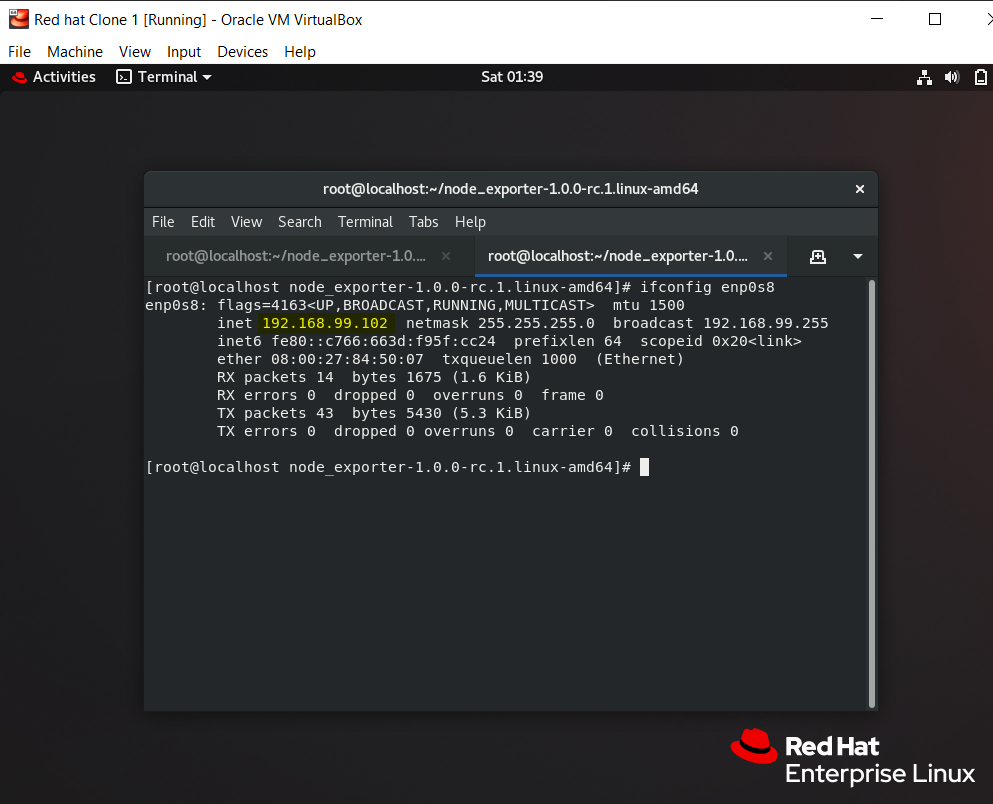 Red hat Clone 1 [Running] - Oracle VM VirtualBox
File Machine View Input Devices Help
Activities Terminal Sat 01:39
root@localhost:~/node_exporter-1.0.0-rc.1.linux-amd64
File Edit View Search Terminal Tabs Help
root@localhost:~/node_exporter-1.0.... root@localhost:~/node_exporter-1.0....
[root@localhost node_exporter-1.0.0-rc.1.linux-amd64]# ifconfig enp0s8
enp0s8: flags=4163<UP,BROADCAST,RUNNING,MULTICAST>  mtu 1500
        inet 192.168.99.102  netmask 255.255.255.0  broadcast 192.168.99.255
        inet6 fe80::c766:663d:f95f:cc24  prefixlen 64  scopeid 0x20<link>
        ether 08:00:27:84:50:07  txqueuelen 1000  (Ethernet)
        RX packets 14  bytes 1675 (1.6 KiB)
        RX errors 0  dropped 0  overruns 0  frame 0
        TX packets 43  bytes 5430 (5.3 KiB)
        TX errors 0  dropped 0 overruns 0  carrier 0  collisions 0
[root@localhost node_exporter-1.0.0-rc.1.linux-amd64]#
Red Hat
Enterprise Linux